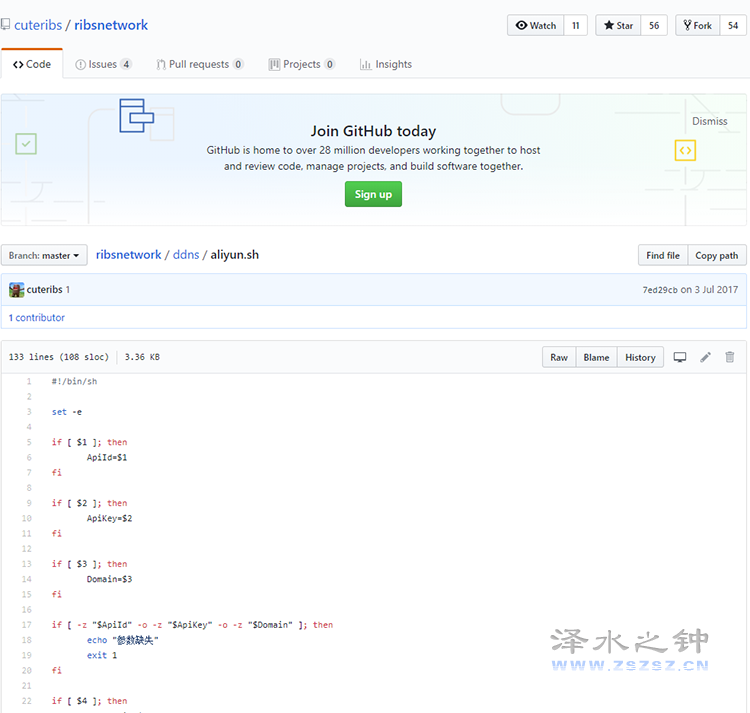 cuteribs / ribsnetwork
Watch 11 Star 56 Fork 54
Code Issues 4 Pull requests 0 Projects 0 Insights
Join GitHub today
Dismiss
GitHub is home to over 28 million developers working together to host
and review code, manage projects, and build software together.
Sign up
Branch: master ribsnetwork / ddns / aliyun.sh Find file Copy path
cuteribs 1 7ed29cb on 3 Jul 2017
1 contributor
133 lines (108 sloc) 3.36 KB Raw Blame History
1 #!/bin/sh
2
3 set -e
4
5 if [ $1 ]; then
6 ApiId=$1
7 fi
8
9 if [ $2 ]; then
10 ApiKey=$2
11 fi
12
13 if [ $3 ]; then
14 Domain=$3
15 fi
16
17 if [ -z "$ApiId" -o -z "$ApiKey" -o -z "$Domain" ]; then
18 echo "参数缺失"
19 exit 1
20 fi
21
22 if [ $4 ]; then
泽水之钟
WWW.ZSZSZ.CN